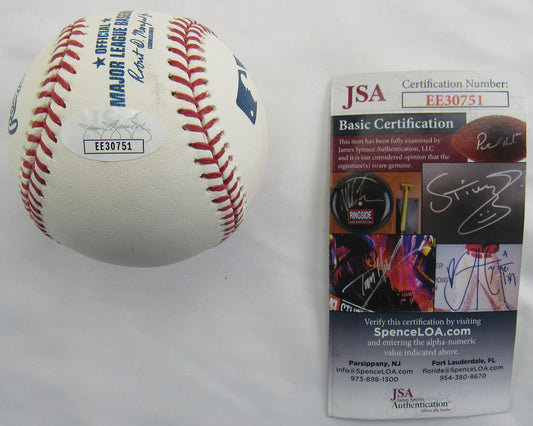 OFFICIAL
MAJOR LEAGUE BASEBALL
COMMISSIONER
EE30751
JSA
Certification Number:
EE30751
Basic Certification
This item has been fully examined by
James Spence Authentication, LLC
and it is our considered opinion that the
signature(s) is/are genuine.
RINGSIDE
Verify this certification by visiting
SpenceLOA.com
and entering the alpha-numeric
value indicated above.
Parsippany, NJ
info@SpenceLOA.com
973-898-1300
Fort Lauderdale, FL
florida@SpenceLOA.com
954-380-8670
JSA
James Spence
Authentication